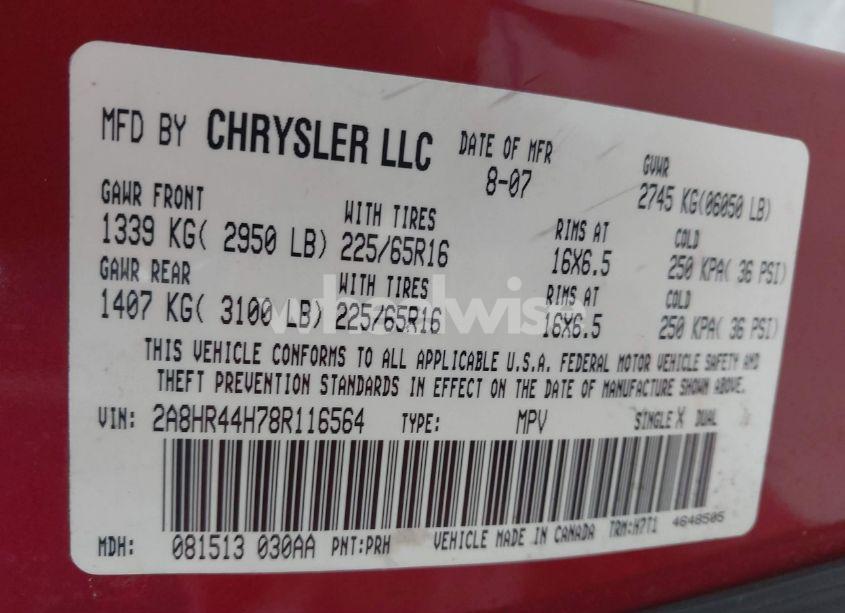 MFD BY CHRYSLER LLC DATE OF MFR GVWR
8-07 2745 KG(06050 LB)
GAWR FRONT WITH TIRES RIMS AT COLD
1339 KG( 2950 LB) 225/65R16 16X6.5 250 KPA( 36 PSI)
GAWR REAR WITH TIRES RIMS AT COLD
1407 KG( 3100 LB) 225/65R16 16X6.5 250 KPA( 36 PSI)
THIS VEHICLE CONFORMS TO ALL APPLICABLE U.S.A. FEDERAL MOTOR VEHICLE SAFETY AND
THEFT PREVENTION STANDARDS IN EFFECT ON THE DATE OF MANUFACTURE SHOWN ABOVE.
VIN: 2A8HR44H78R116564 TYPE: MPV SINGLE X DUAL
MDH: 081513 030AA PNT:PRH VEHICLE MADE IN CANADA TRM:H7T1 4648505